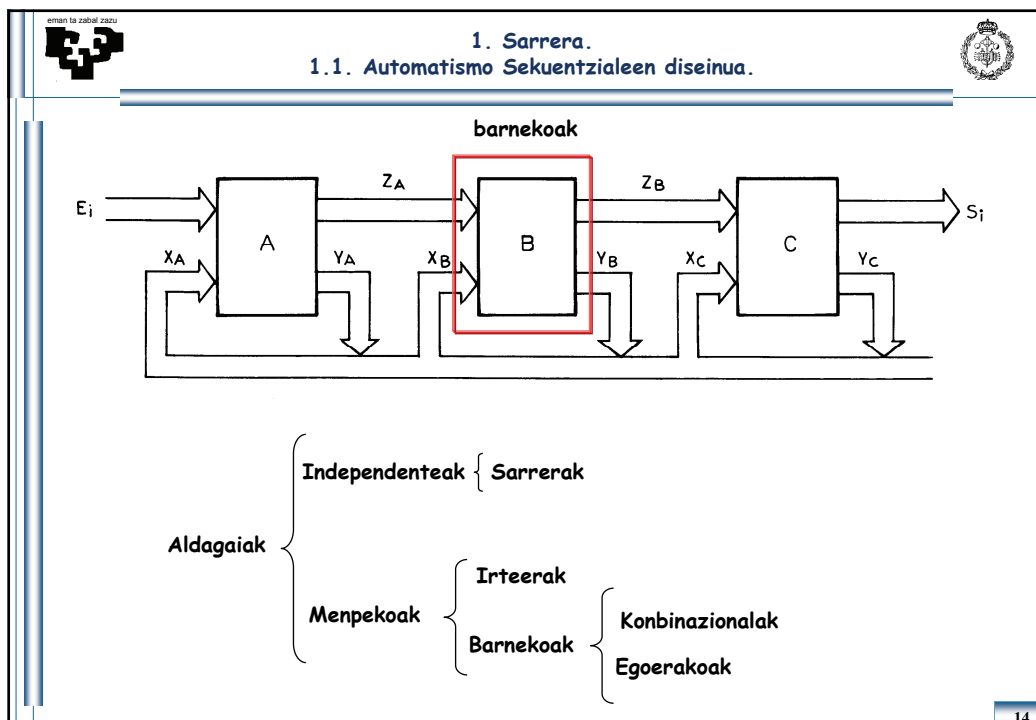 eman ta zabal zazu
1. Sarrera.
1.1. Automatismo Sekuentzialeen diseinua.
barnekoak
Ei
A
ZA
B
ZB
C
Si
XA
YA
XB
YB
XC
YC
Aldagaiak
Independenteak
Sarrerak
Menpekoak
Irteerak
Barnekoak
Konbinazionalak
Egoerakoak
14